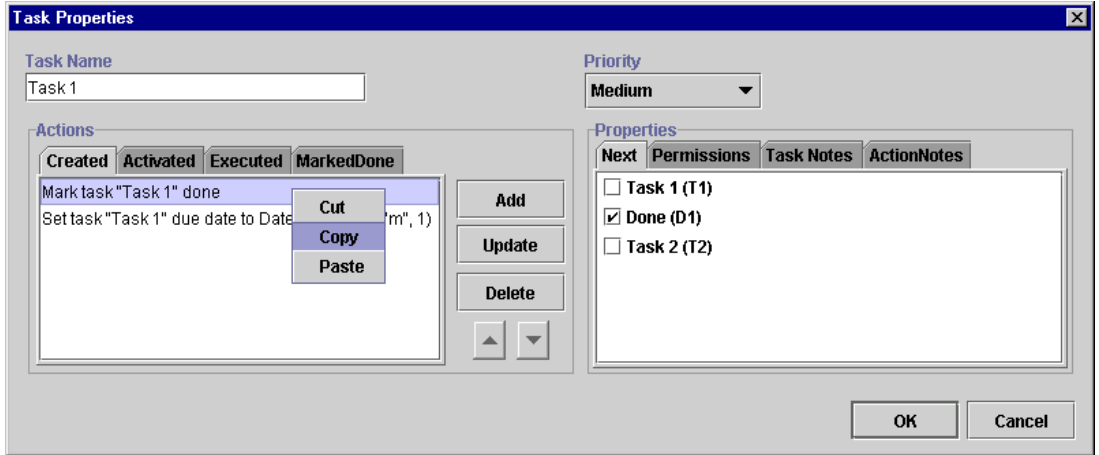 Task Properties
Task Name
Priority
Task 1
Medium
Actions
Properties
Created Activated Executed MarkedDone
Next Permissions Task Notes ActionNotes
Mark task "Task 1" done
Set task "Task 1" due date to Date "m", 1)
Cut
Copy
Paste
Add
Update
Delete
Task 1 (T1)
Done (D1)
Task 2 (T2)
OK
Cancel